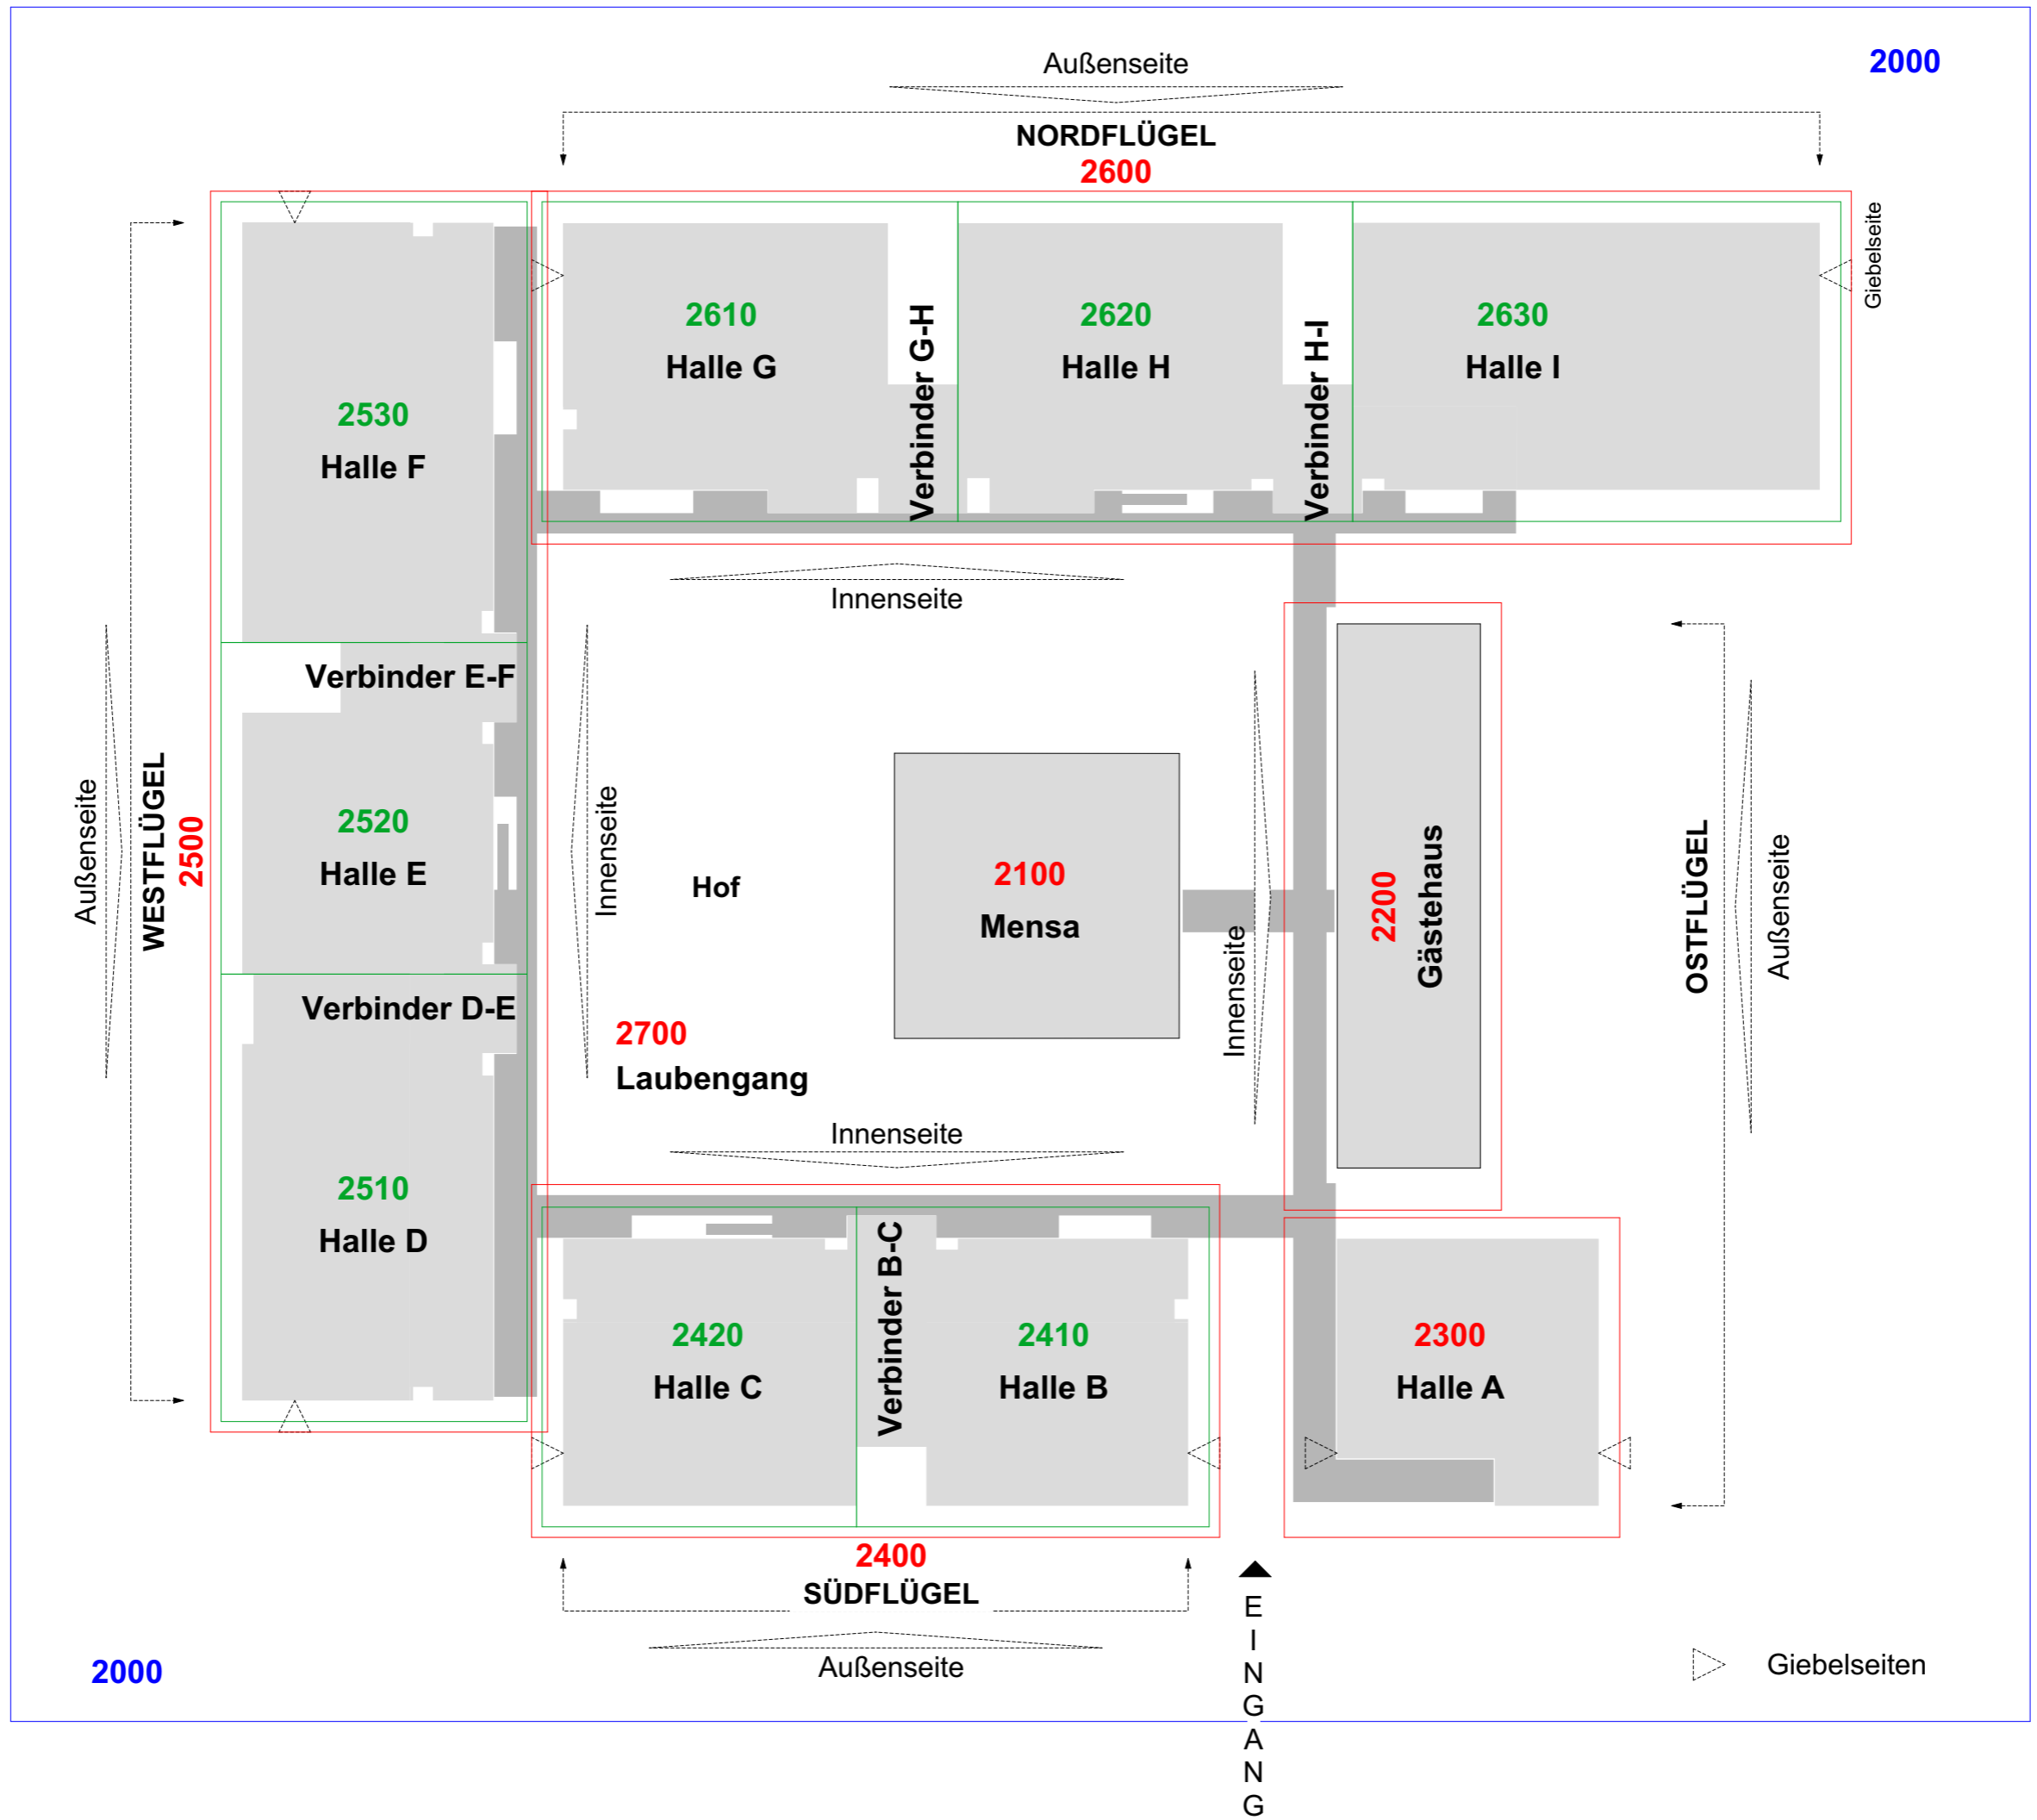 2000
Außenseite
NORDFLÜGEL
2600
Giebelseite
2610
Halle G
Verbinder G-H
2620
Halle H
Verbinder H-I
2630
Halle I
2530
Halle F
Innenseite
Verbinder E-F
Außenseite
WESTFLÜGEL
2500
2520
Halle E
Innenseite
Hof
2100
Mensa
Innenseite
2200
Gästehaus
OSTFLÜGEL
Außenseite
Verbinder D-E
2700
Laubengang
Innenseite
2510
Halle D
2420
Halle C
Verbinder B-C
2410
Halle B
2300
Halle A
2400
SÜDFLÜGEL
Außenseite
EINGANG
Giebelseiten
2000